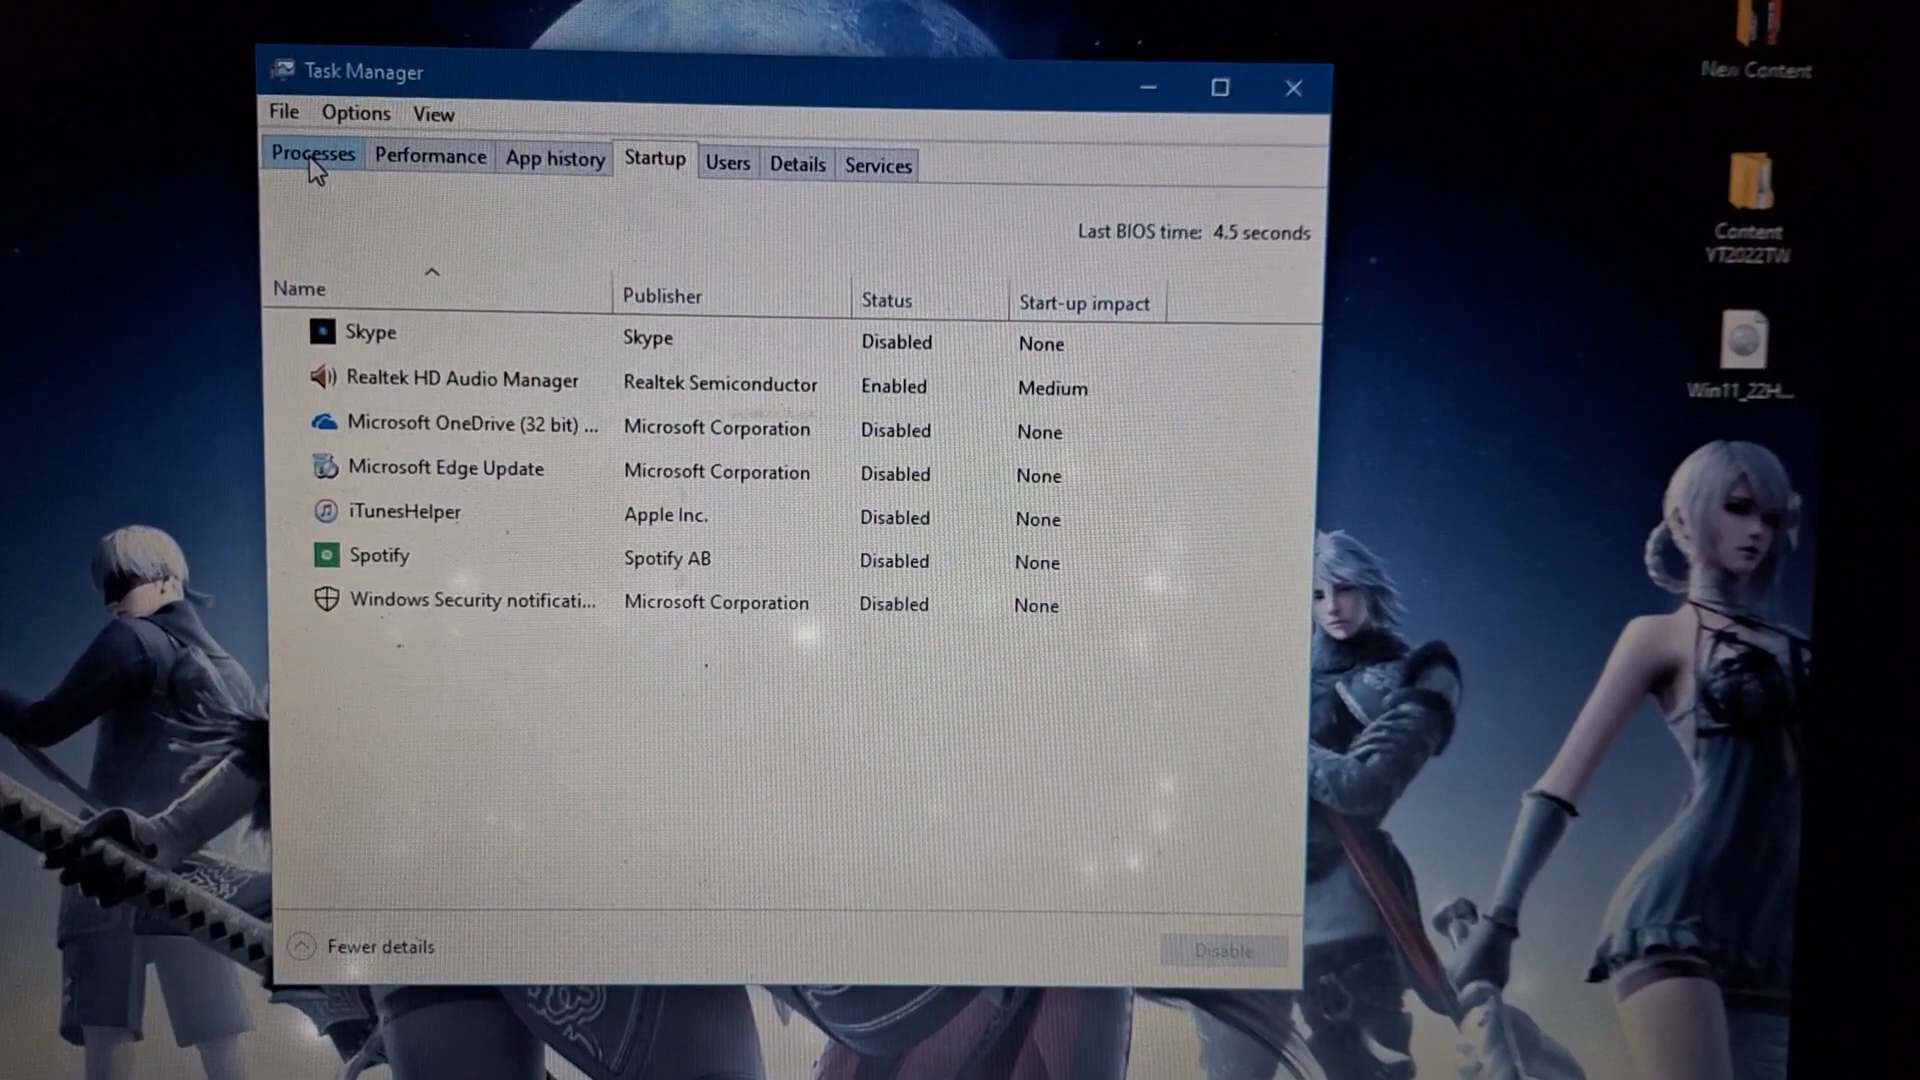 Task Manager
File Options View
Processes Performance App history Startup Users Details Services
Last BIOS time: 4.5 seconds
Name Publisher Status Start-up impact
Skype Skype Disabled None
Realtek HD Audio Manager Realtek Semiconductor Enabled Medium
Microsoft OneDrive (32 bit) ... Microsoft Corporation Disabled None
Microsoft Edge Update Microsoft Corporation Disabled None
iTunesHelper Apple Inc. Disabled None
Spotify Spotify AB Disabled None
Windows Security notificati... Microsoft Corporation Disabled None
Fewer details Disable
New Content
Content
YT2022TW
Win11_22H...